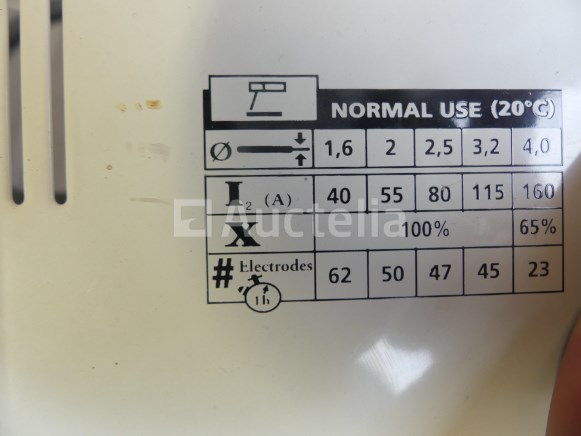 NORMAL USE (20°C)
Ø 1,6 2 2,5 3,2 4,0
I2 (A) 40 55 80 115 160
Auctelia
X 100% 65%
# Electrodes 62 50 47 45 23
1h